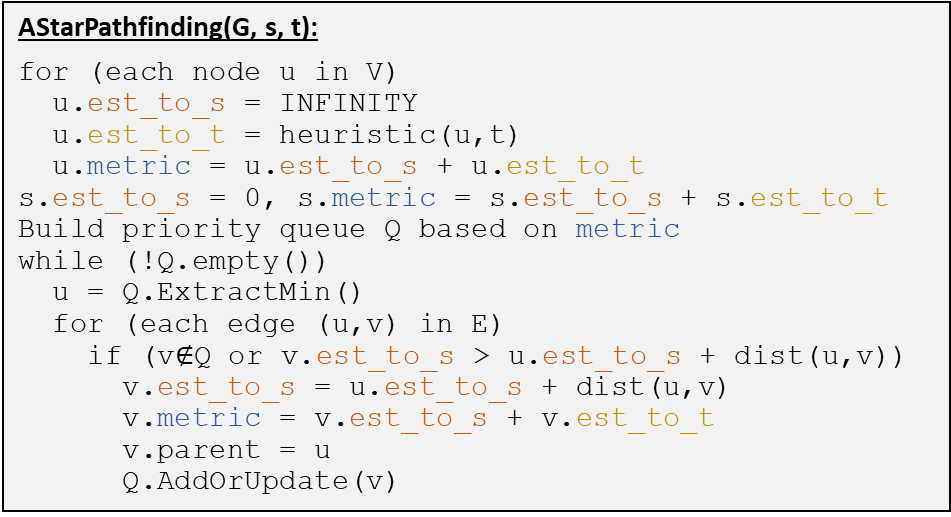 AStarPathfinding(G, s, t):
for (each node u in V)
  u.est_to_s = INFINITY
  u.est_to_t = heuristic(u,t)
  u.metric = u.est_to_s + u.est_to_t
s.est_to_s = 0, s.metric = s.est_to_s + s.est_to_t
Build priority queue Q based on metric
while (!Q.empty())
  u = Q.ExtractMin()
  for (each edge (u,v) in E)
    if (v∉Q or v.est_to_s > u.est_to_s + dist(u,v))
      v.est_to_s = u.est_to_s + dist(u,v)
      v.metric = v.est_to_s + v.est_to_t
      v.parent = u
      Q.AddOrUpdate(v)